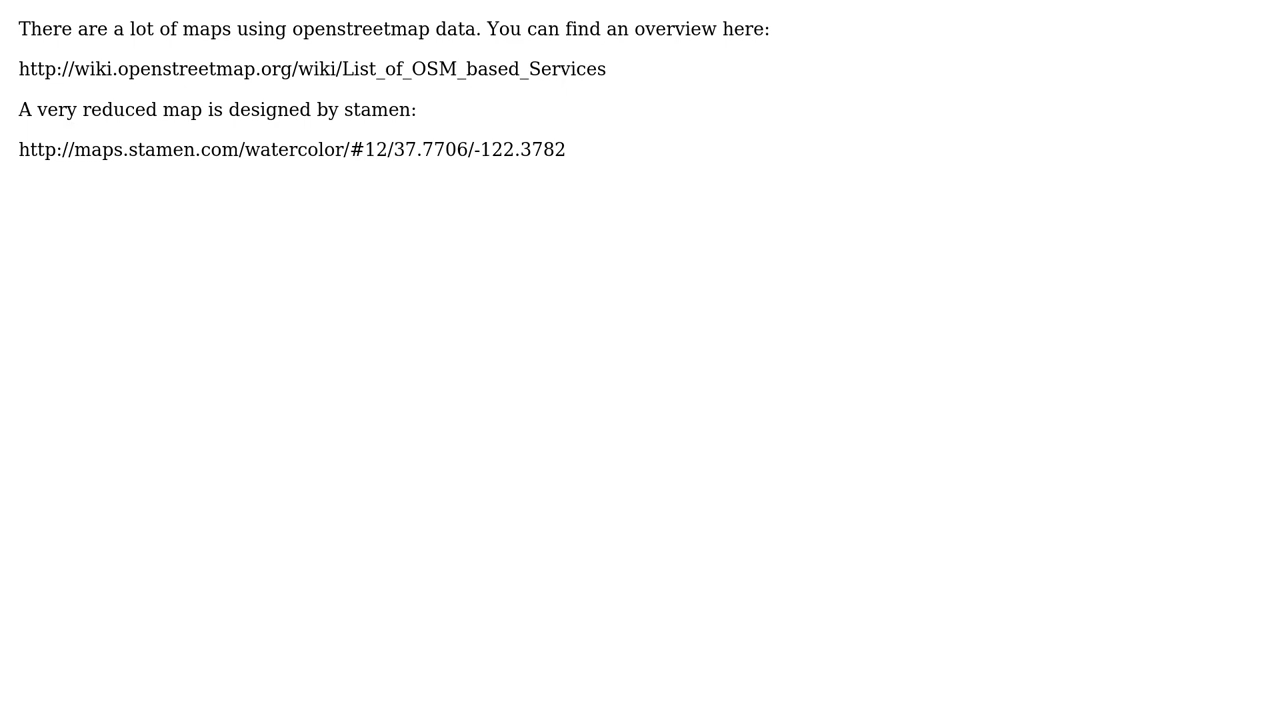 There are a lot of maps using openstreetmap data. You can find an overview here:
http://wiki.openstreetmap.org/wiki/List_of_OSM_based_Services
A very reduced map is designed by stamen:
http://maps.stamen.com/watercolor/#12/37.7706/-122.3782